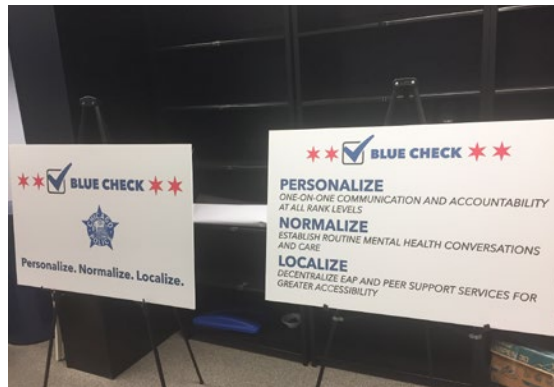 BLUE CHECK
Personalize. Normalize. Localize.
BLUE CHECK
PERSONALIZE
ONE-ON-ONE COMMUNICATION AND ACCOUNTABILITY
AT ALL RANK LEVELS
NORMALIZE
ESTABLISH ROUTINE MENTAL HEALTH CONVERSATIONS
AND CARE
LOCALIZE
DECENTRALIZE EAP AND PEER SUPPORT SERVICES FOR
GREATER ACCESSIBILITY